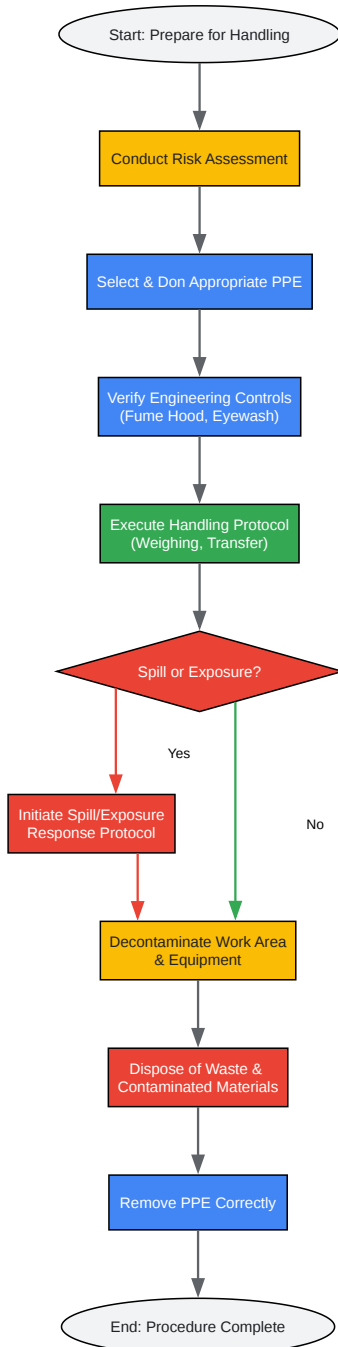 Start: Prepare for Handling
Conduct Risk Assessment
Select & Don Appropriate PPE
Verify Engineering Controls
(Fume Hood, Eyewash)
Execute Handling Protocol
(Weighing, Transfer)
Spill or Exposure?
Yes
Initiate Spill/Exposure
Response Protocol
No
Decontaminate Work Area
& Equipment
Dispose of Waste &
Contaminated Materials
Remove PPE Correctly
End: Procedure Complete